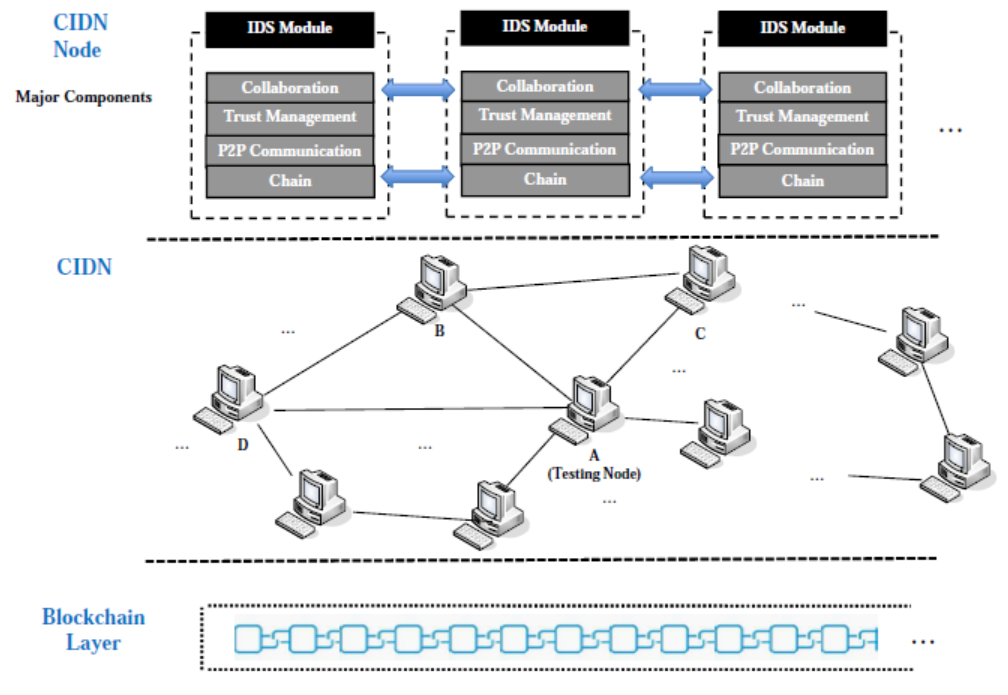 CIDN
Node
IDS Module
IDS Module
IDS Module
Major Components
Collaboration
Trust Management
P2P Communication
Chain
Collaboration
Trust Management
P2P Communication
Chain
Collaboration
Trust Management
P2P Communication
Chain
...
CIDN
B
C
...
...
...
D
...
...
A
(Testing Node)
...
...
Blockchain
Layer
...